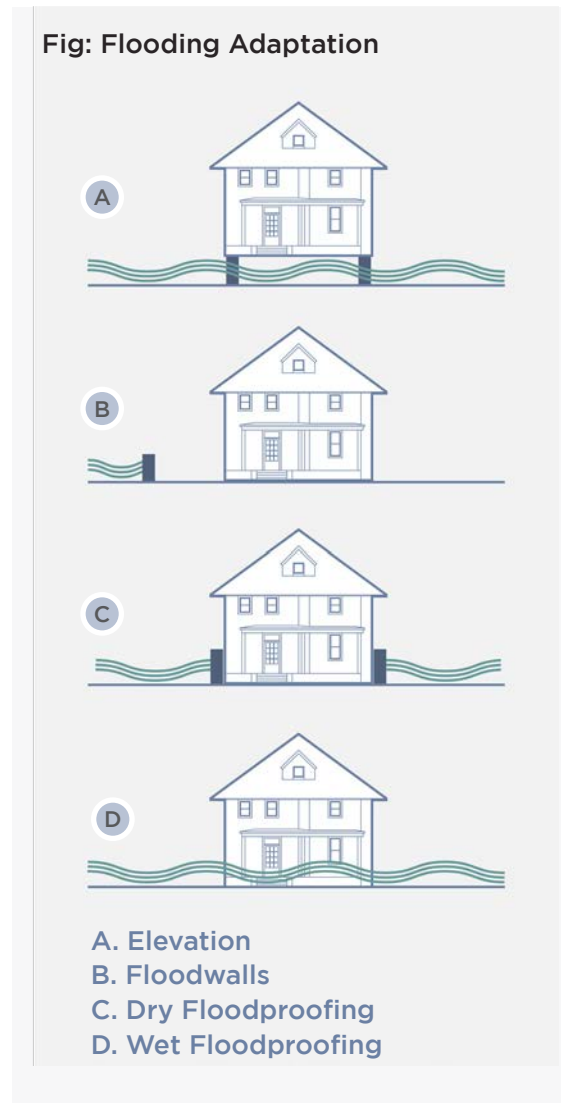 Fig: Flooding Adaptation
A
B
C
D
A. Elevation
B. Floodwalls
C. Dry Floodproofing
D. Wet Floodproofing